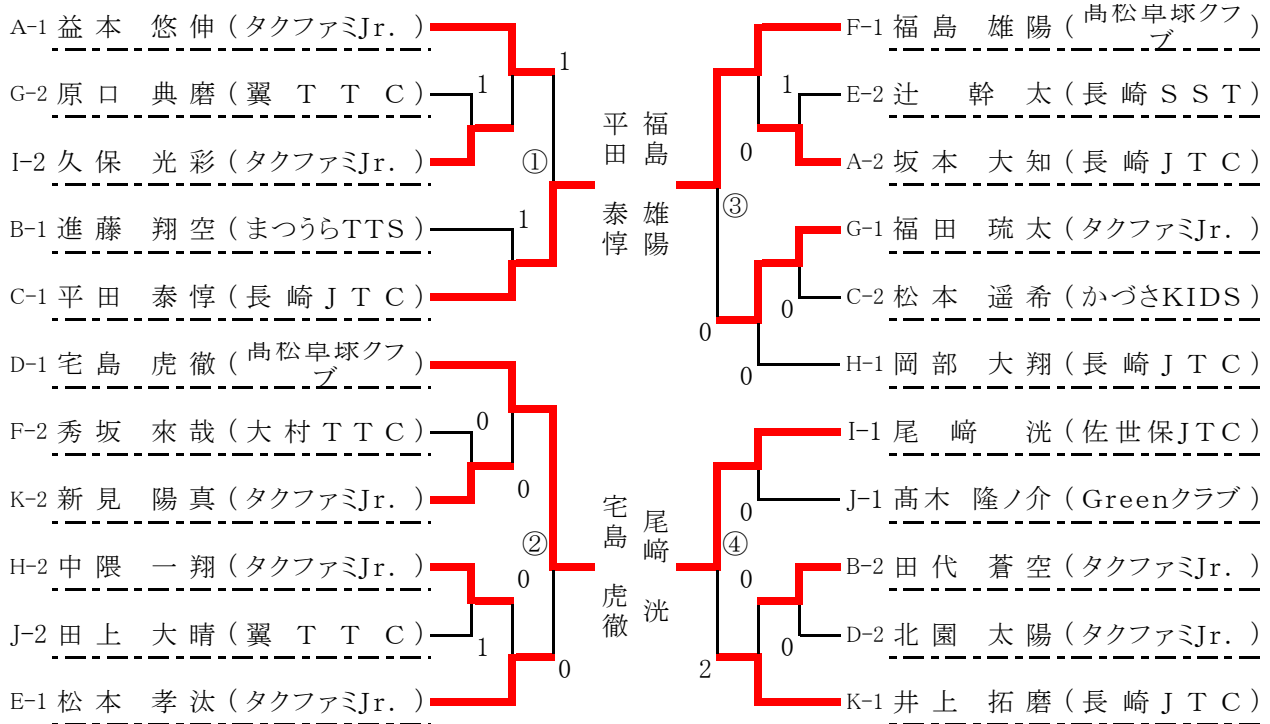 A-1 益本 悠伸 (タクファミJr.)
1
G-2 原口 典磨 (翼TTC)
1
I-2 久保 光彩 (タクファミJr.)
①
B-1 進藤 翔空 (まつうらTTS)
1
C-1 平田 泰惇 (長崎JTC)
平田 泰惇
D-1 宅島 虎徹 (髙松卓球クラブ)
F-2 秀坂 來哉 (大村TTC)
0
K-2 新見 陽真 (タクファミJr.)
0
②
H-2 中隈 一翔 (タクファミJr.)
0
J-2 田上 大晴 (翼TTC)
1
E-1 松本 孝汰 (タクファミJr.)
0
宅島 虎徹
福島 雄陽
F-1 福島 雄陽 (髙松卓球クラブ)
1
E-2 辻 幹太 (長崎SST)
0
A-2 坂本 大知 (長崎JTC)
③
G-1 福田 琉太 (タクファミJr.)
C-2 松本 遥希 (かづさKIDS)
0
0
H-1 岡部 大翔 (長崎JTC)
0
尾﨑 洸
I-1 尾﨑 洸 (佐世保JTC)
J-1 髙木 隆ノ介 (Greenクラブ)
0
④
B-2 田代 蒼空 (タクファミJr.)
0
D-2 北園 太陽 (タクファミJr.)
0
2
K-1 井上 拓磨 (長崎JTC)